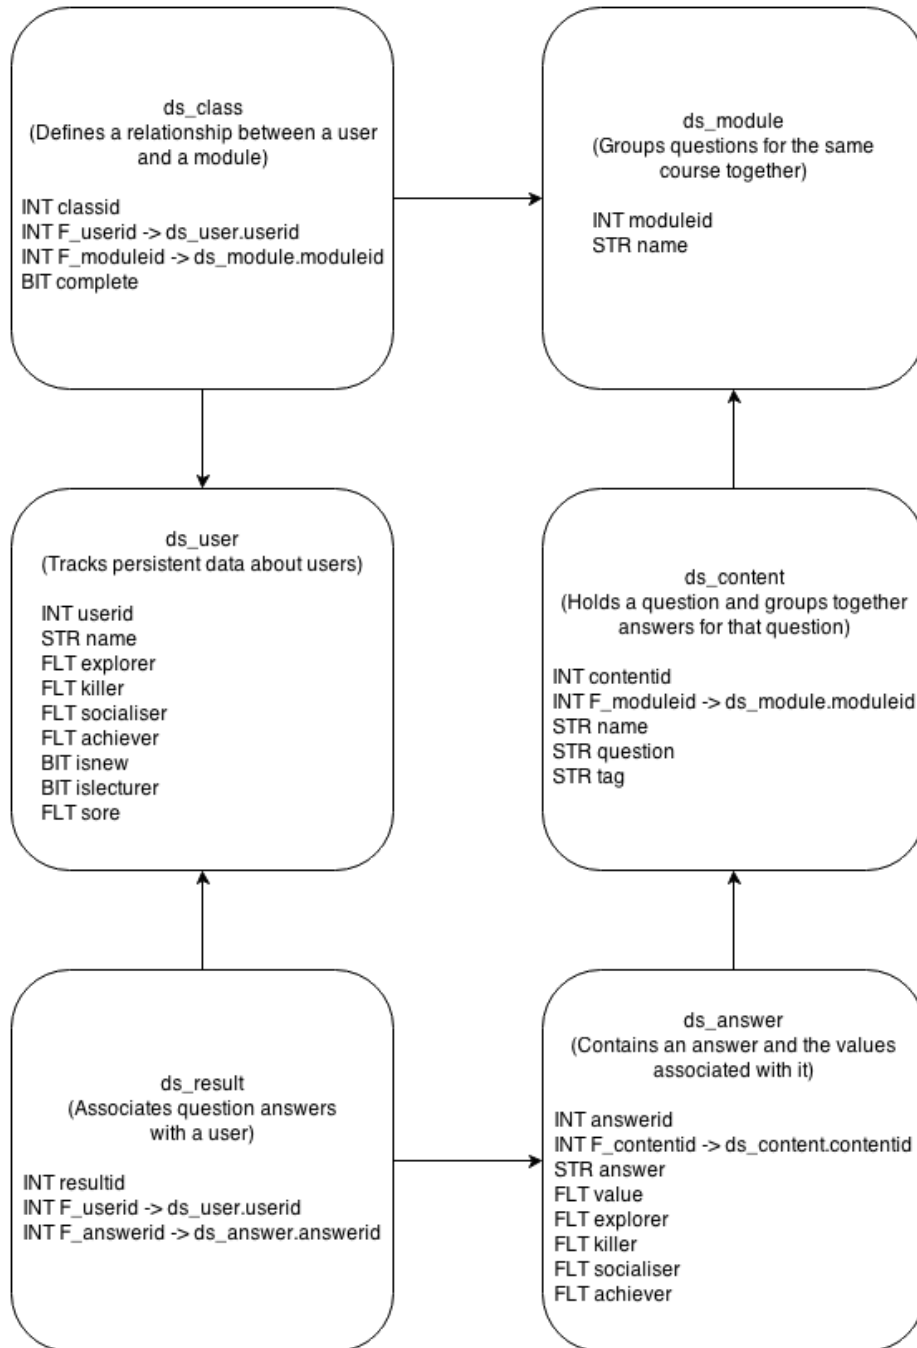 ds_class
(Defines a relationship between a user
and a module)
INT classid
INT F_userid -> ds_user.userid
INT F_moduleid -> ds_module.moduleid
BIT complete
ds_module
(Groups questions for the same
course together)
INT moduleid
STR name
ds_user
(Tracks persistent data about users)
INT userid
STR name
FLT explorer
FLT killer
FLT socialiser
FLT achiever
BIT isnew
BIT islecturer
FLT sore
ds_content
(Holds a question and groups together
answers for that question)
INT contentid
INT F_moduleid -> ds_module.moduleid
STR name
STR question
STR tag
ds_result
(Associates question answers
with a user)
INT resultid
INT F_userid -> ds_user.userid
INT F_answerid -> ds_answer.answerid
ds_answer
(Contains an answer and the values
associated with it)
INT answerid
INT F_contentid -> ds_content.contentid
STR answer
FLT value
FLT explorer
FLT killer
FLT socialiser
FLT achiever